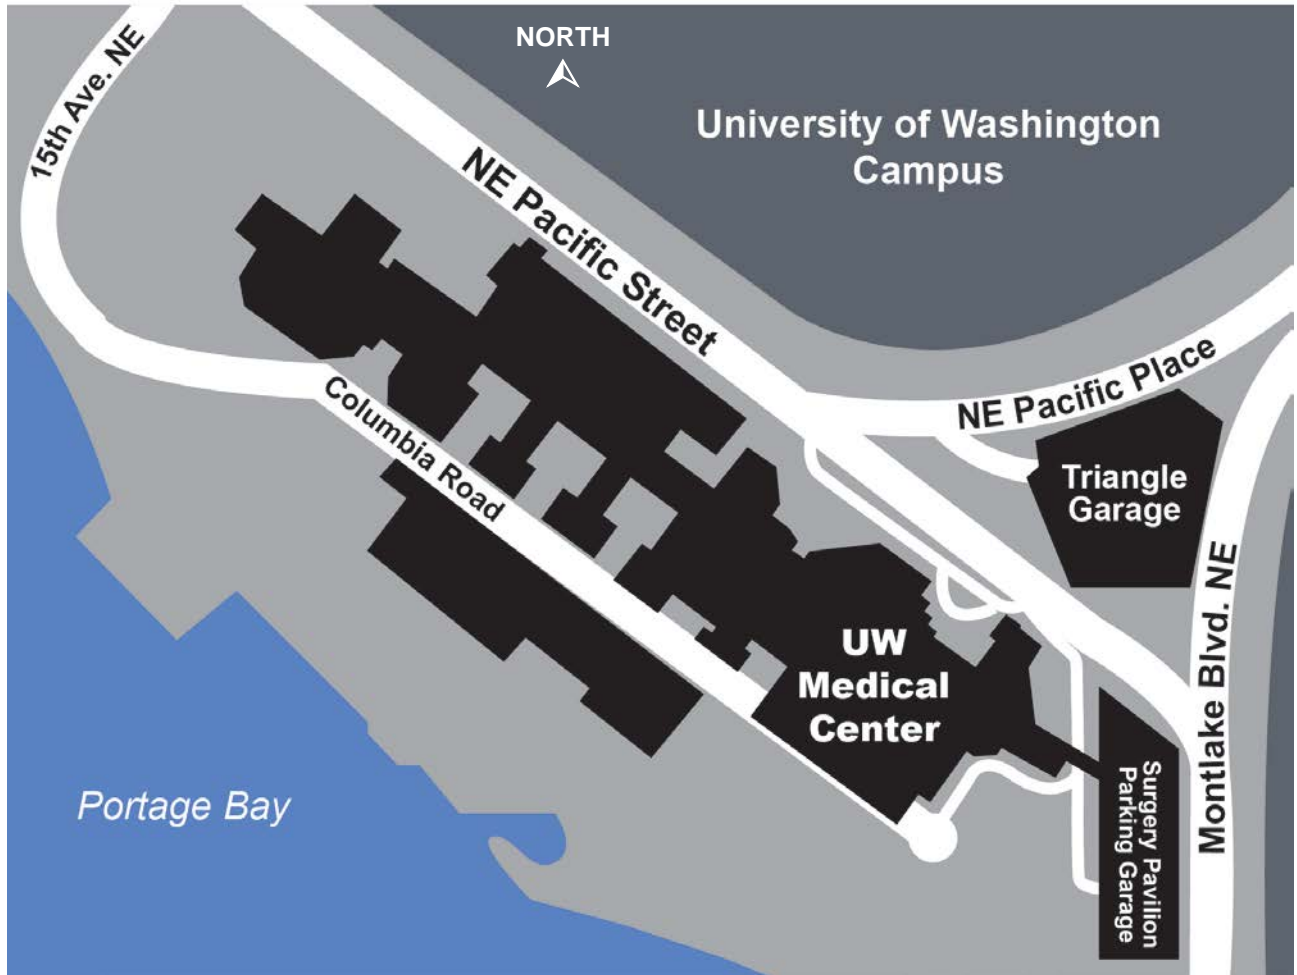 NORTH
University of Washington
Campus
15th Ave. NE
NE Pacific Street
NE Pacific Place
Triangle
Garage
Columbia Road
Montlake Blvd. NE
UW
Medical
Center
Surgery Pavilion
Parking Garage
Portage Bay